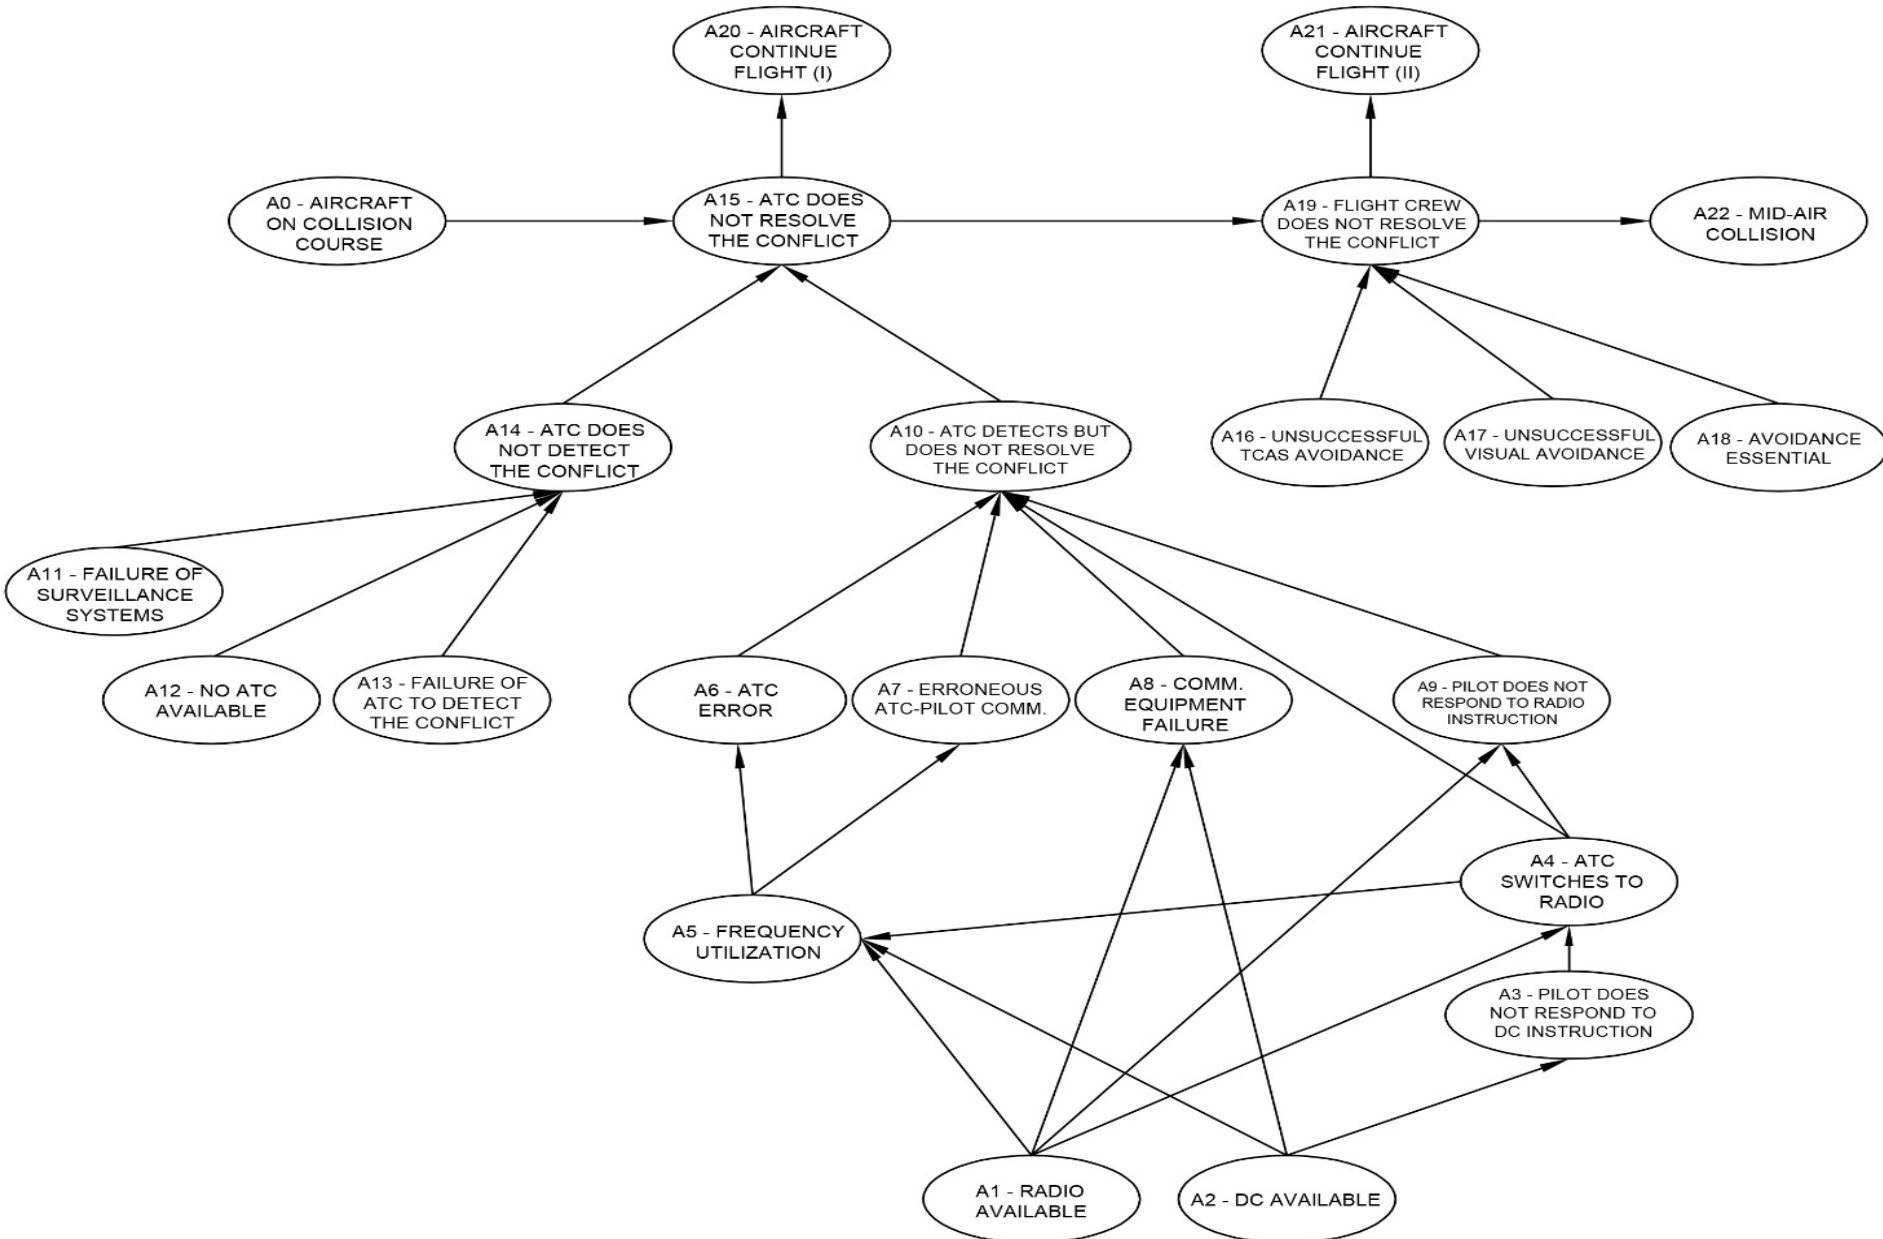 A20 - AIRCRAFT
CONTINUE
FLIGHT (I)
A21 - AIRCRAFT
CONTINUE
FLIGHT (II)
A0 - AIRCRAFT
ON COLLISION
COURSE
A15 - ATC DOES
NOT RESOLVE
THE CONFLICT
A19 - FLIGHT CREW
DOES NOT RESOLVE
THE CONFLICT
A22 - MID-AIR
COLLISION
A14 - ATC DOES
NOT DETECT
THE CONFLICT
A10 - ATC DETECTS BUT
DOES NOT RESOLVE
THE CONFLICT
A16 - UNSUCCESSFUL
TCAS AVOIDANCE
A17 - UNSUCCESSFUL
VISUAL AVOIDANCE
A18 - AVOIDANCE
ESSENTIAL
A11 - FAILURE OF
SURVEILLANCE
SYSTEMS
A12 - NO ATC
AVAILABLE
A13 - FAILURE OF
ATC TO DETECT
THE CONFLICT
A6 - ATC
ERROR
A7 - ERRONEOUS
ATC-PILOT COMM.
A8 - COMM.
EQUIPMENT
FAILURE
A9 - PILOT DOES NOT
RESPOND TO RADIO
INSTRUCTION
A4 - ATC
SWITCHES TO
RADIO
A5 - FREQUENCY
UTILIZATION
A3 - PILOT DOES
NOT RESPOND TO
DC INSTRUCTION
A1 - RADIO
AVAILABLE
A2 - DC AVAILABLE